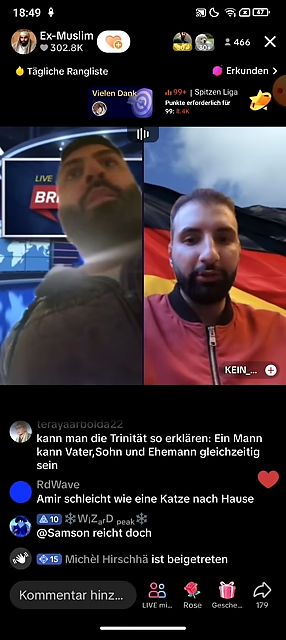 18:49
47
Ex-Muslim
302.8K
30+
466
Tägliche Rangliste
Erkunden
Vielen Dank
99+ | Spitzen Liga
Punkte erforderlich für
99: 8.4K
LIVE
BR
KEIN_...
terayaarbolda22
kann man die Trinität so erklären: Ein Mann
kann Vater,Sohn und Ehemann gleichzeitig
sein
RdWave
Amir schleicht wie eine Katze nach Hause
10 ❄WᵢZₐrD ₚₑₐₖ❄
@Samson reicht doch
15 Michèl Hirschhä ist beigetreten
Kommentar hinz...
LIVE mi...
Rose
Gesche...
179